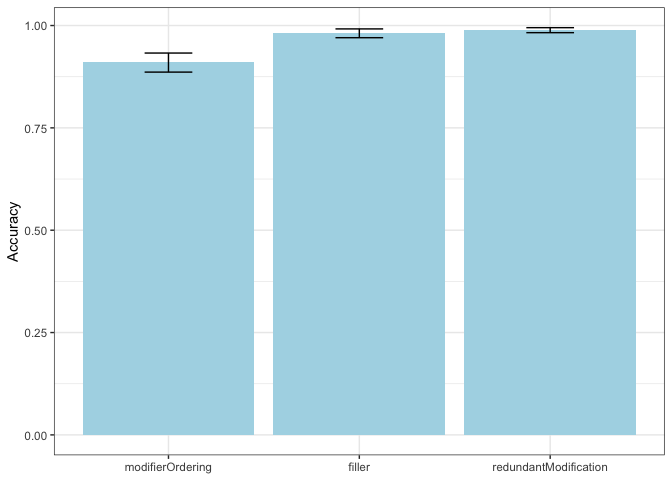 Accuracy
1.00
0.75
0.50
0.25
0.00
modifierOrdering
filler
redundantModification